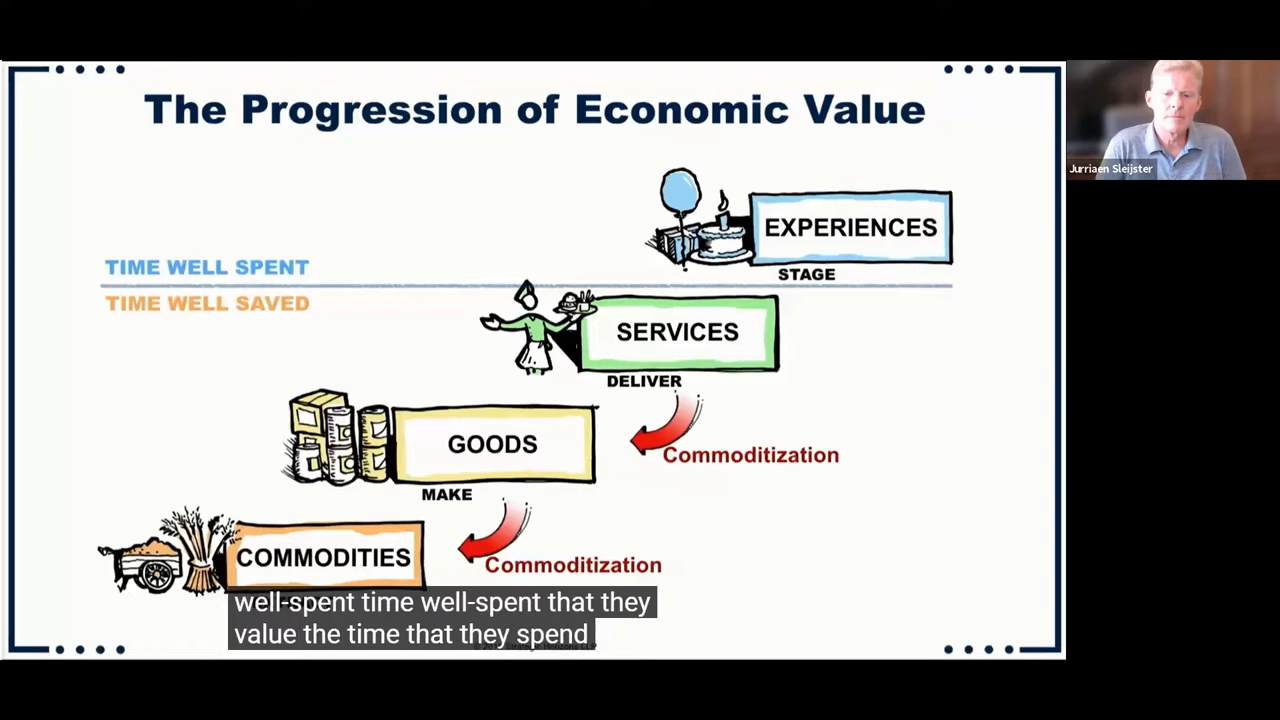 The Progression of Economic Value
Jurriaen Sleijster
EXPERIENCES
TIME WELL SPENT
STAGE
TIME WELL SAVED
SERVICES
DELIVER
GOODS
Commoditization
MAKE
COMMODITIES
Commoditization
well-spent time well-spent that they
value the time that they spend